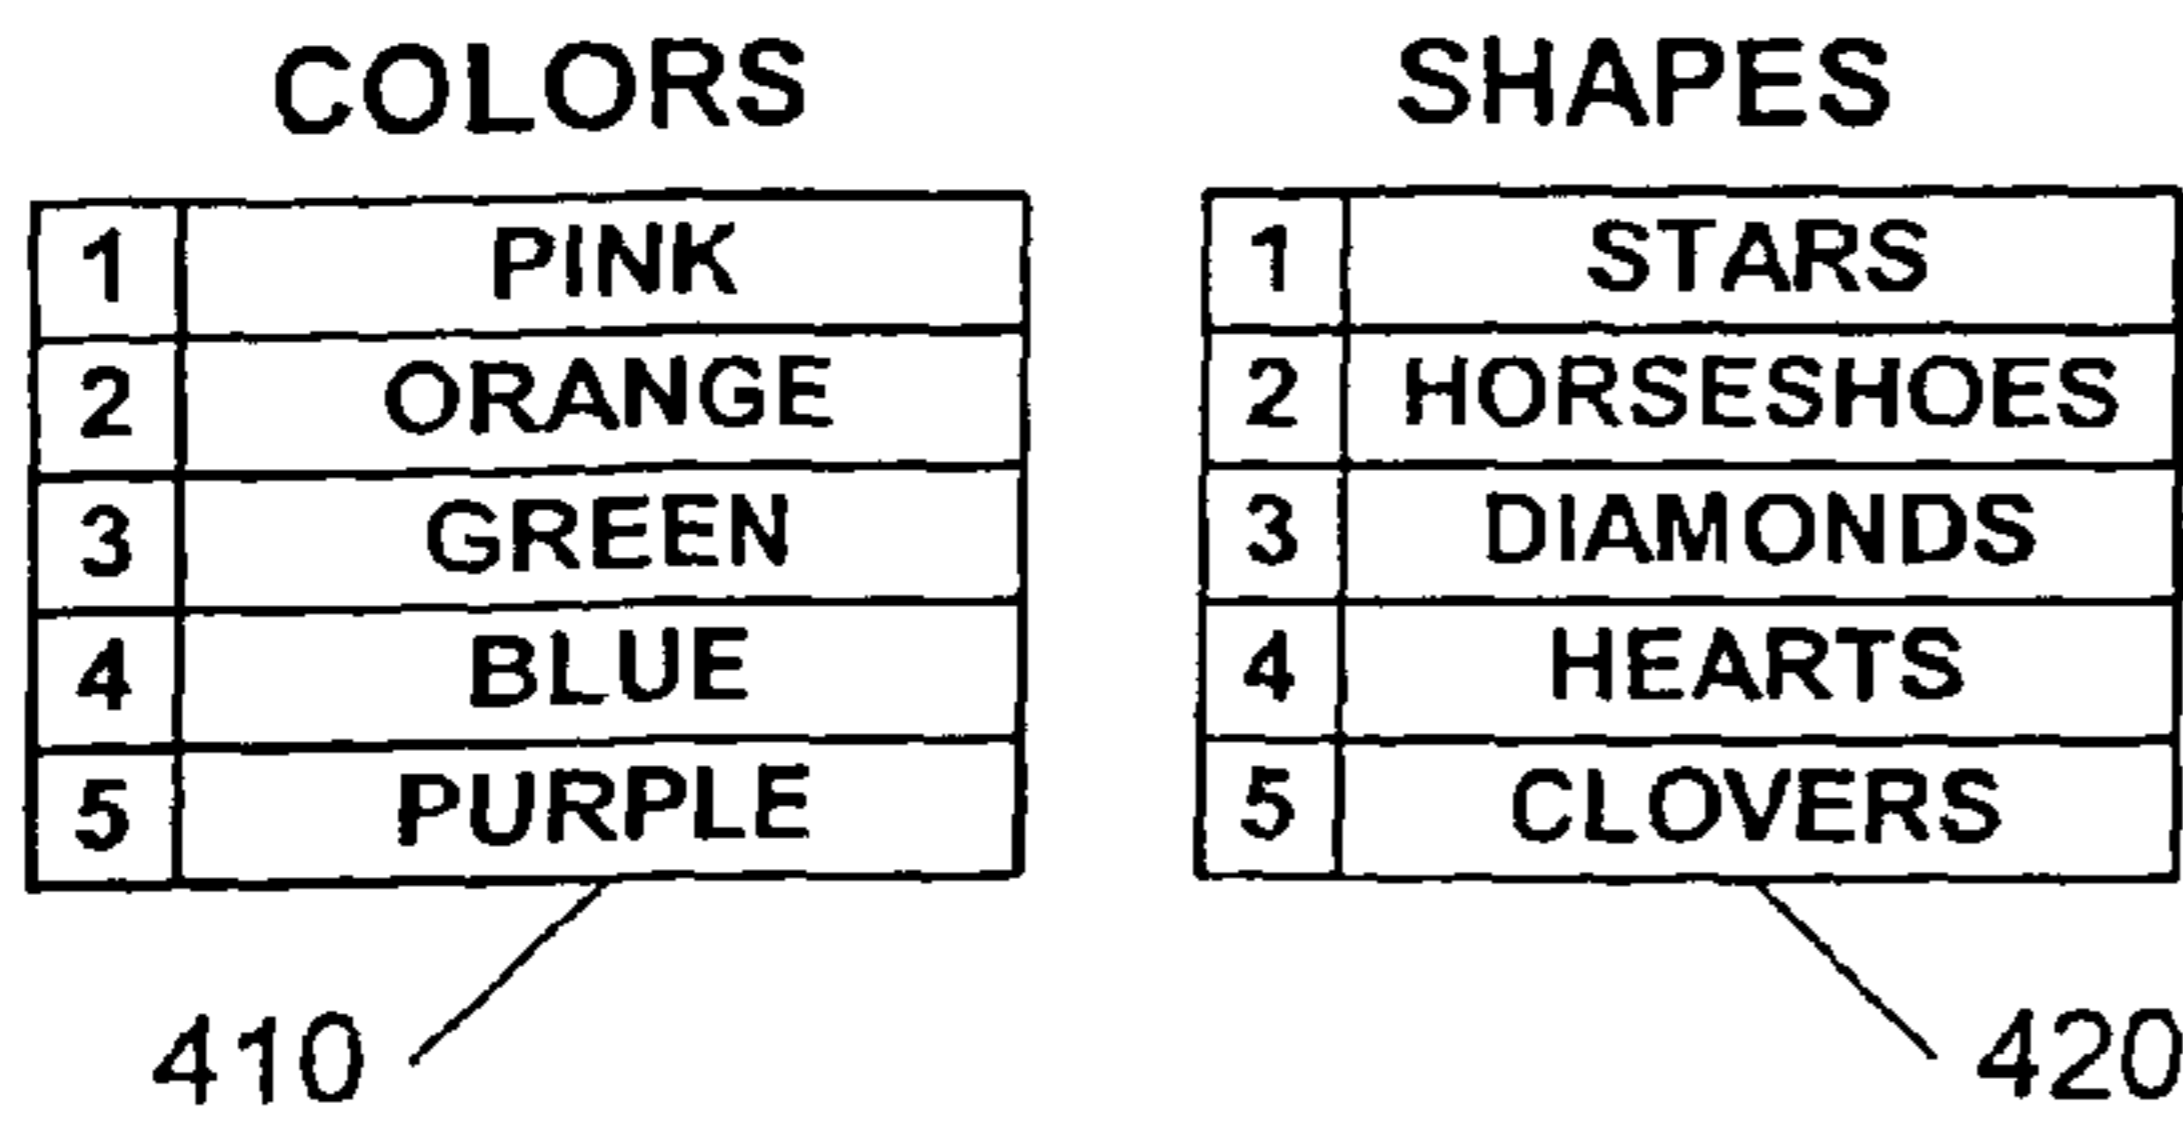 COLORS
1 PINK
2 ORANGE
3 GREEN
4 BLUE
5 PURPLE
410
SHAPES
1 STARS
2 HORSESHOES
3 DIAMONDS
4 HEARTS
5 CLOVERS
420